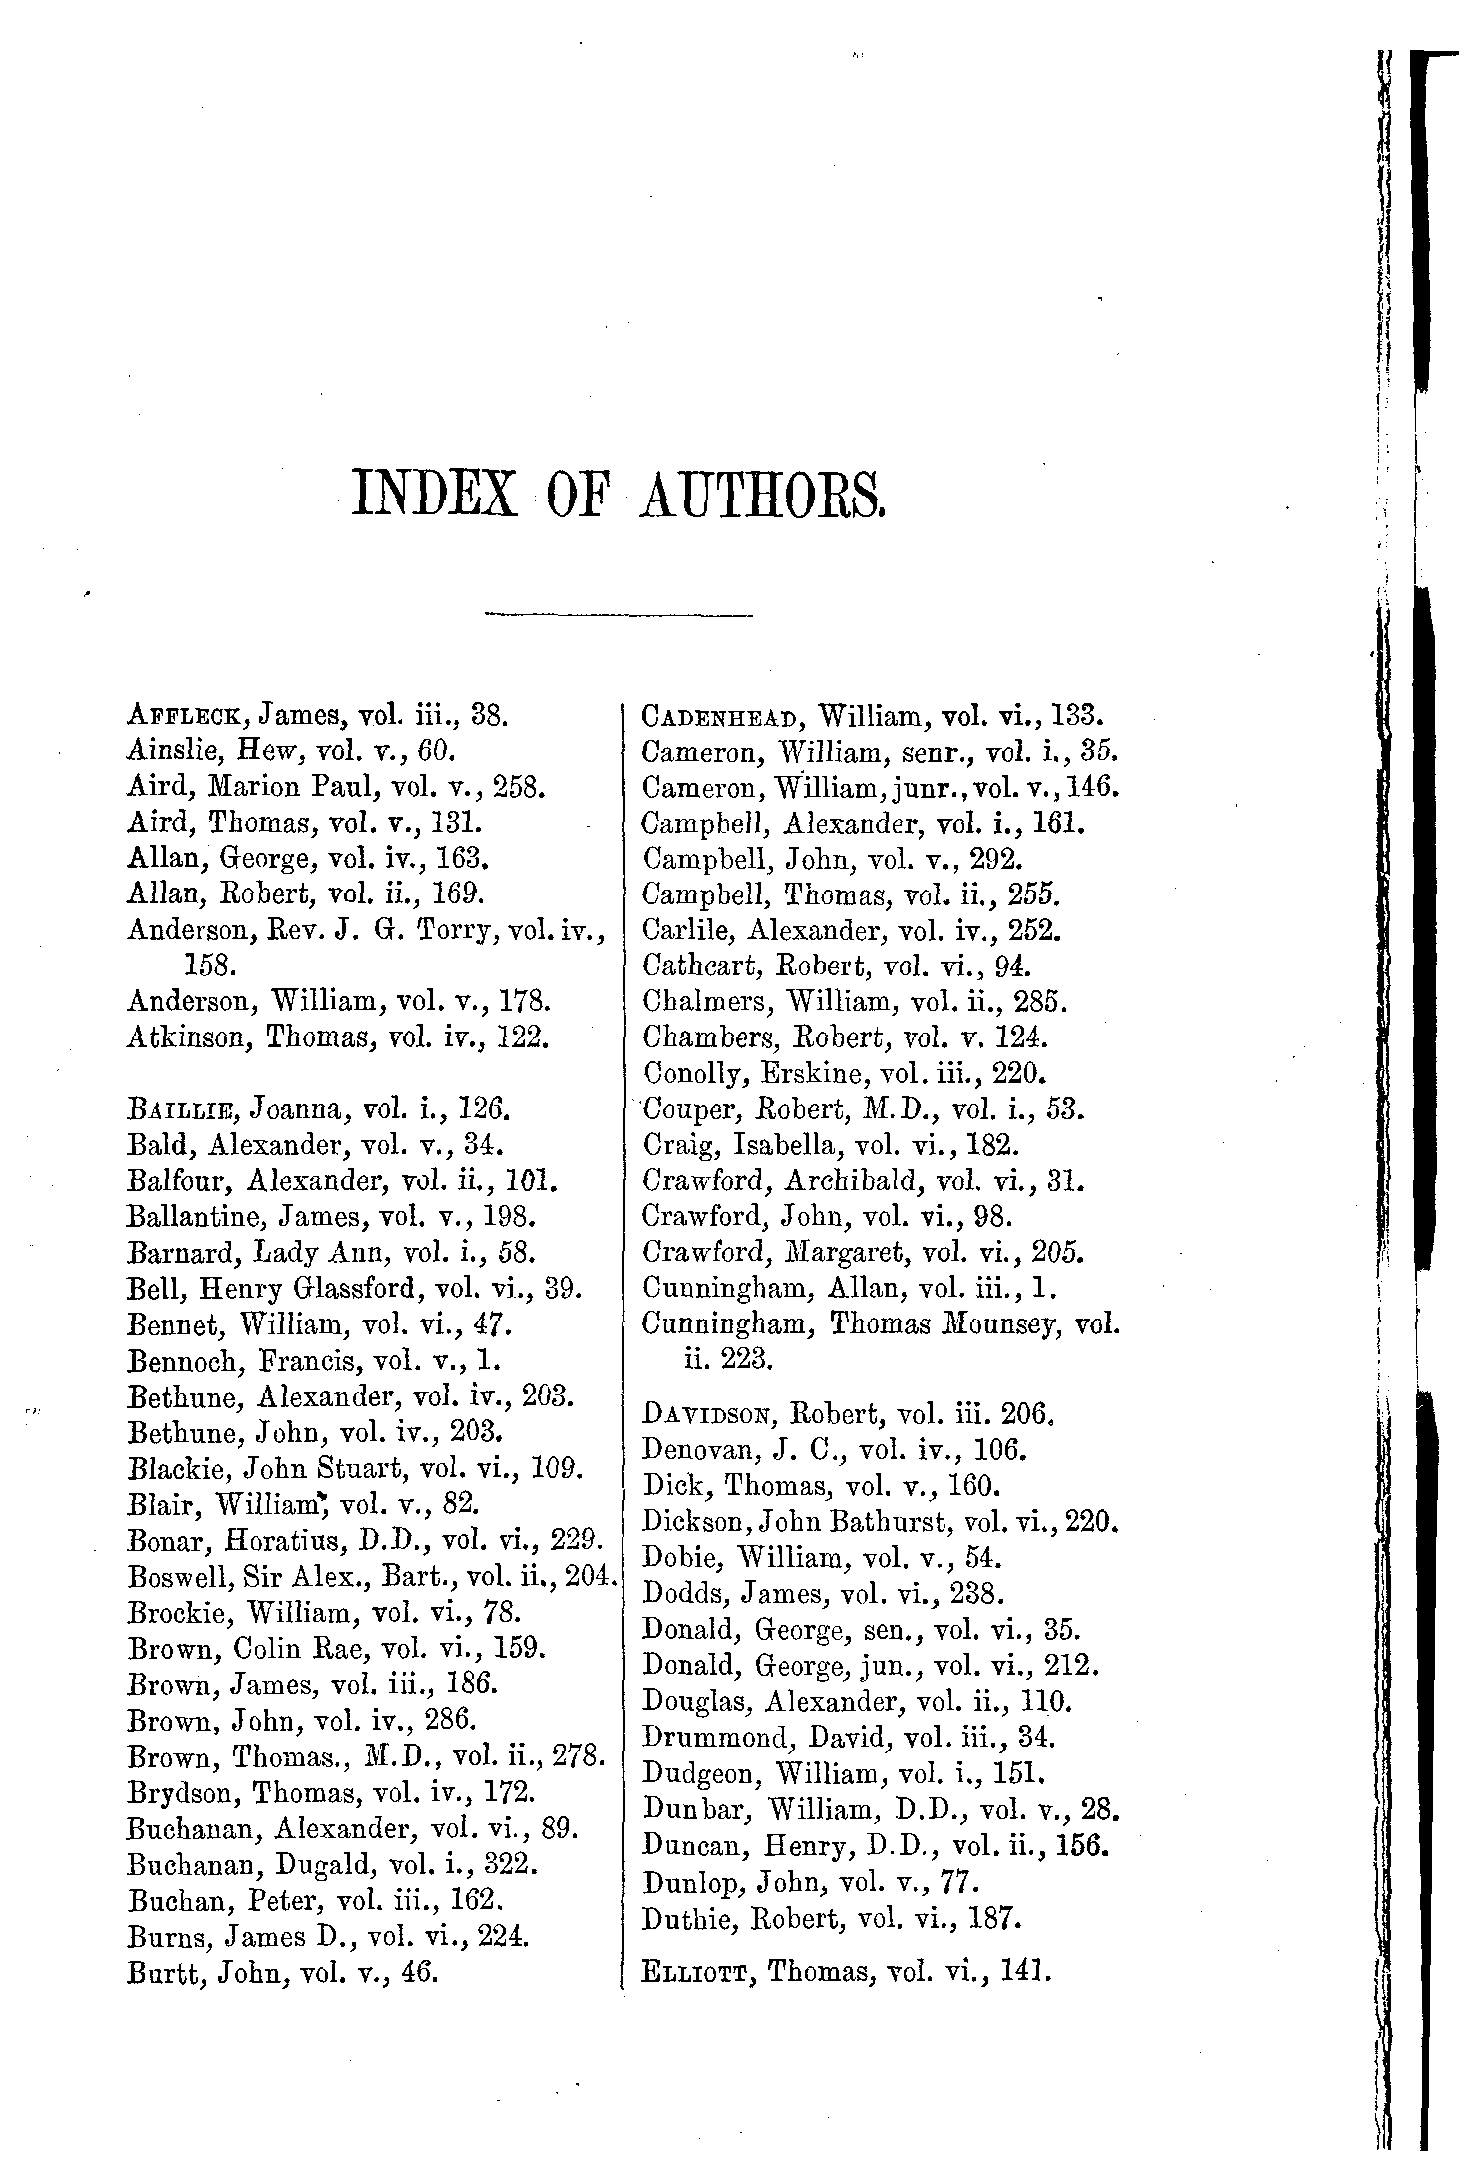 INDEX OF AUTHORS.
AFFLECK, James, vol. iii., 38.
Ainslie, Hew, vol. v., 60.
Aird, Marion Paul, vol. v., 258.
Aird, Thomas, vol. v., 131.
Allan, George, vol. iv., 163.
Allan, Robert, vol. ii., 169.
Anderson, Rev. J. G. Torry, vol. iv.,
158.
Anderson, William, vol. v., 178.
Atkinson, Thomas, vol. iv., 122.
BAILLIE, Joanna, vol. i., 126.
Bald, Alexander, vol. v., 34.
Balfour, Alexander, vol. ii., 101.
Ballantine, James, vol. v., 198.
Barnard, Lady Ann, vol. i., 58.
Bell, Henry Glassford, vol. vi., 39.
Bennet, William, vol. vi., 47.
Bennoch, Francis, vol. v., 1.
Bethune, Alexander, vol. iv., 203.
Bethune, John, vol. iv., 203.
Blackie, John Stuart, vol. vi., 109.
Blair, William, vol. v., 82.
Bonar, Horatius, D.D., vol. vi., 229.
Boswell, Sir Alex., Bart., vol. ii., 204.
Brockie, William, vol. vi., 78.
Brown, Colin Rae, vol. vi., 159.
Brown, James, vol. iii., 186.
Brown, John, vol. iv., 286.
Brown, Thomas., M.D., vol. ii., 278.
Brydson, Thomas, vol. iv., 172.
Buchanan, Alexander, vol. vi., 89.
Buchanan, Dugald, vol. i., 322.
Buchan, Peter, vol. iii., 162.
Burns, James D., vol. vi., 224.
Burtt, John, vol. v., 46.
CADENHEAD, William, vol. vi., 133.
Cameron, William, senr., vol. i., 35.
Cameron, William, junr., vol. v., 146.
Campbell, Alexander, vol. i., 161.
Campbell, John, vol. v., 292.
Campbell, Thomas, vol. ii., 255.
Carlile, Alexander, vol. iv., 252.
Cathcart, Robert, vol. vi., 94.
Chalmers, William, vol. ii., 285.
Chambers, Robert, vol. v. 124.
Conolly, Erskine, vol. iii., 220.
Couper, Robert, M.D., vol. i., 53.
Craig, Isabella, vol. vi., 182.
Crawford, Archibald, vol. vi., 31.
Crawford, John, vol. vi., 98.
Crawford, Margaret, vol. vi., 205.
Cunningham, Allan, vol. iii., 1.
Cunningham, Thomas Mounsey, vol.
ii. 223.
DAVIDSON, Robert, vol. iii. 206.
Denovan, J. C., vol. iv., 106.
Dick, Thomas, vol. v., 160.
Dickson, John Bathurst, vol. vi., 220.
Dobie, William, vol. v., 54.
Dodds, James, vol. vi., 238.
Donald, George, sen., vol. vi., 35.
Donald, George, jun., vol. vi., 212.
Douglas, Alexander, vol. ii., 110.
Drummond, David, vol. iii., 34.
Dudgeon, William, vol. i., 151.
Dunbar, William, D.D., vol. v., 28.
Duncan, Henry, D.D., vol. ii., 156.
Dunlop, John, vol. v., 77.
Duthie, Robert, vol. vi., 187.
ELLIOTT, Thomas, vol. vi., 141.